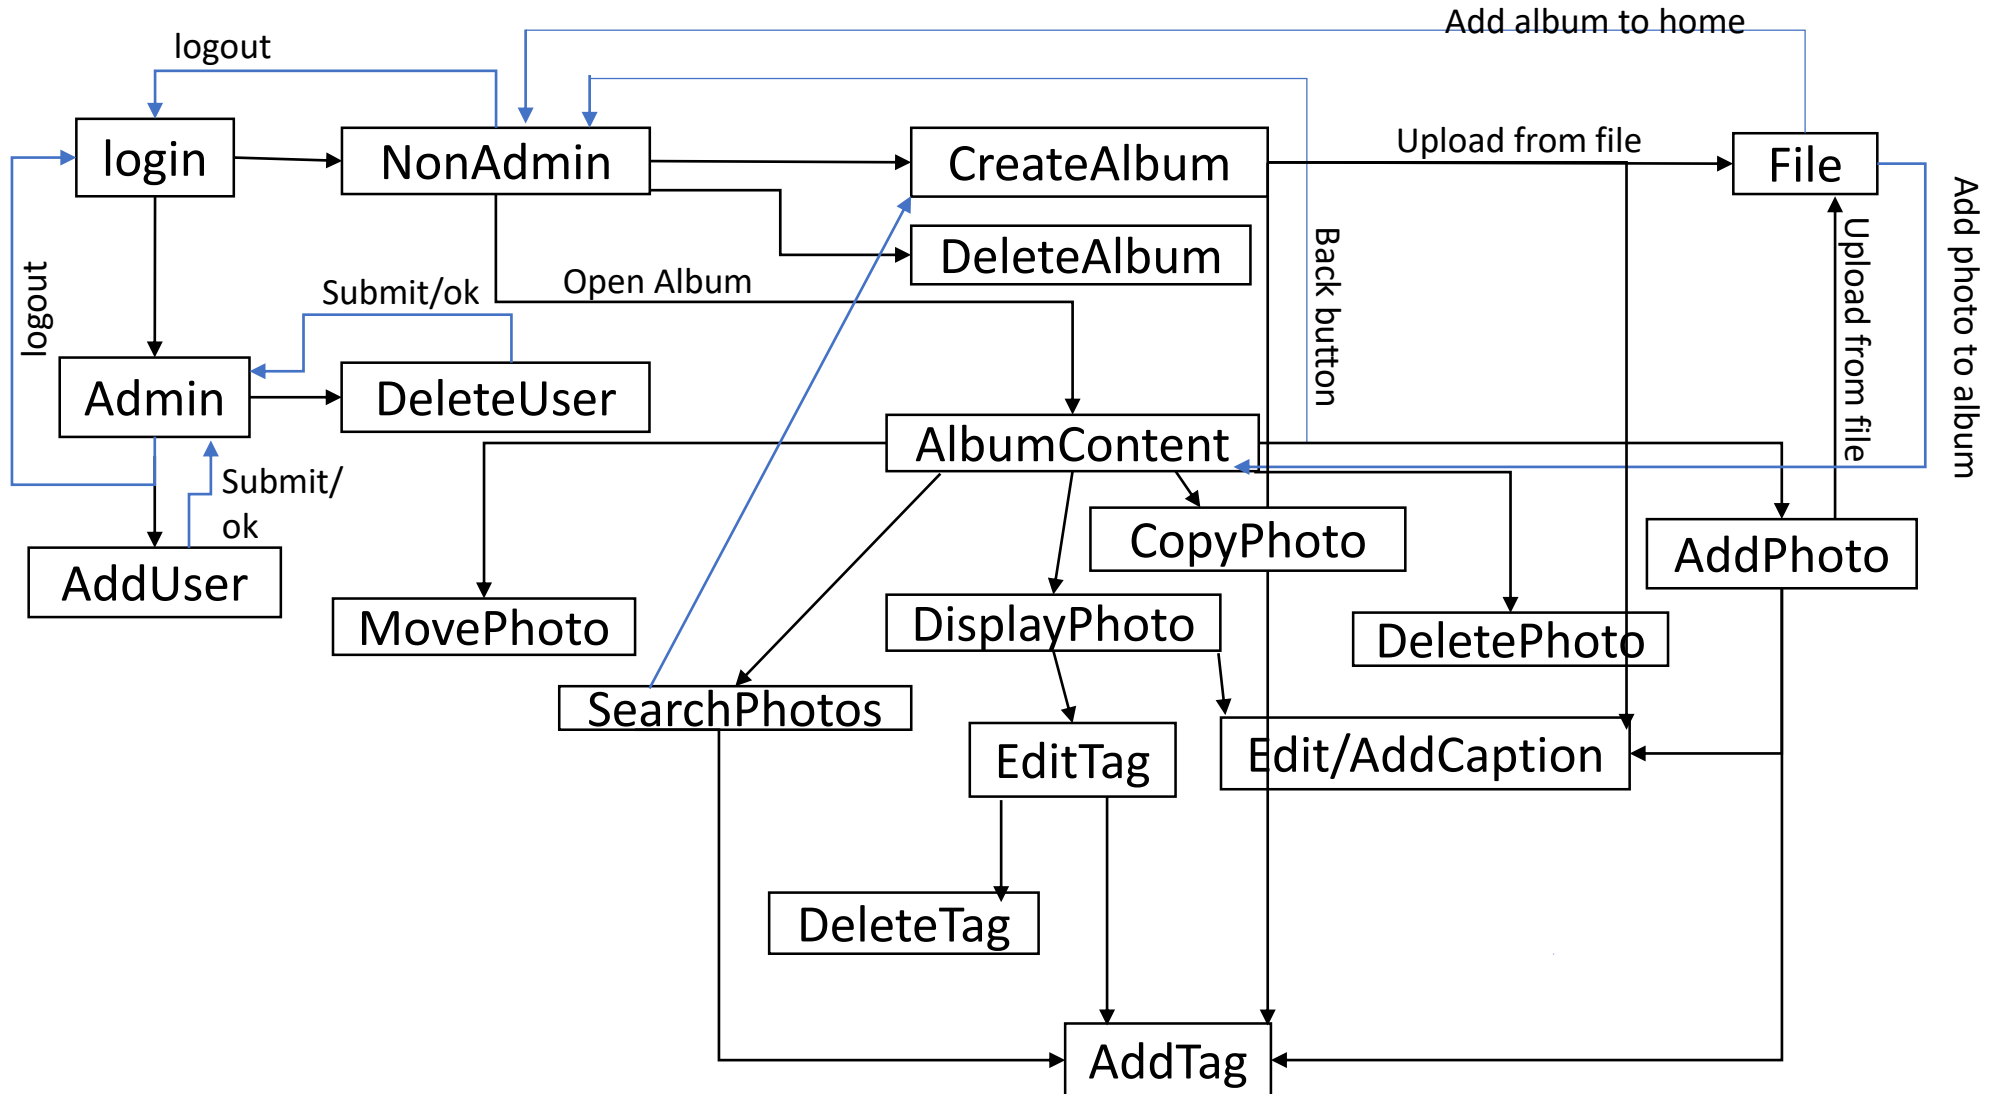 Add album to home
logout
login
NonAdmin
CreateAlbum
Upload from file
File
DeleteAlbum
Add photo to album
Upload from file
Back button
logout
Submit/ok
Open Album
Admin
DeleteUser
AlbumContent
Submit/
ok
CopyPhoto
AddPhoto
AddUser
MovePhoto
DisplayPhoto
DeletePhoto
SearchPhotos
EditTag
Edit/AddCaption
DeleteTag
AddTag